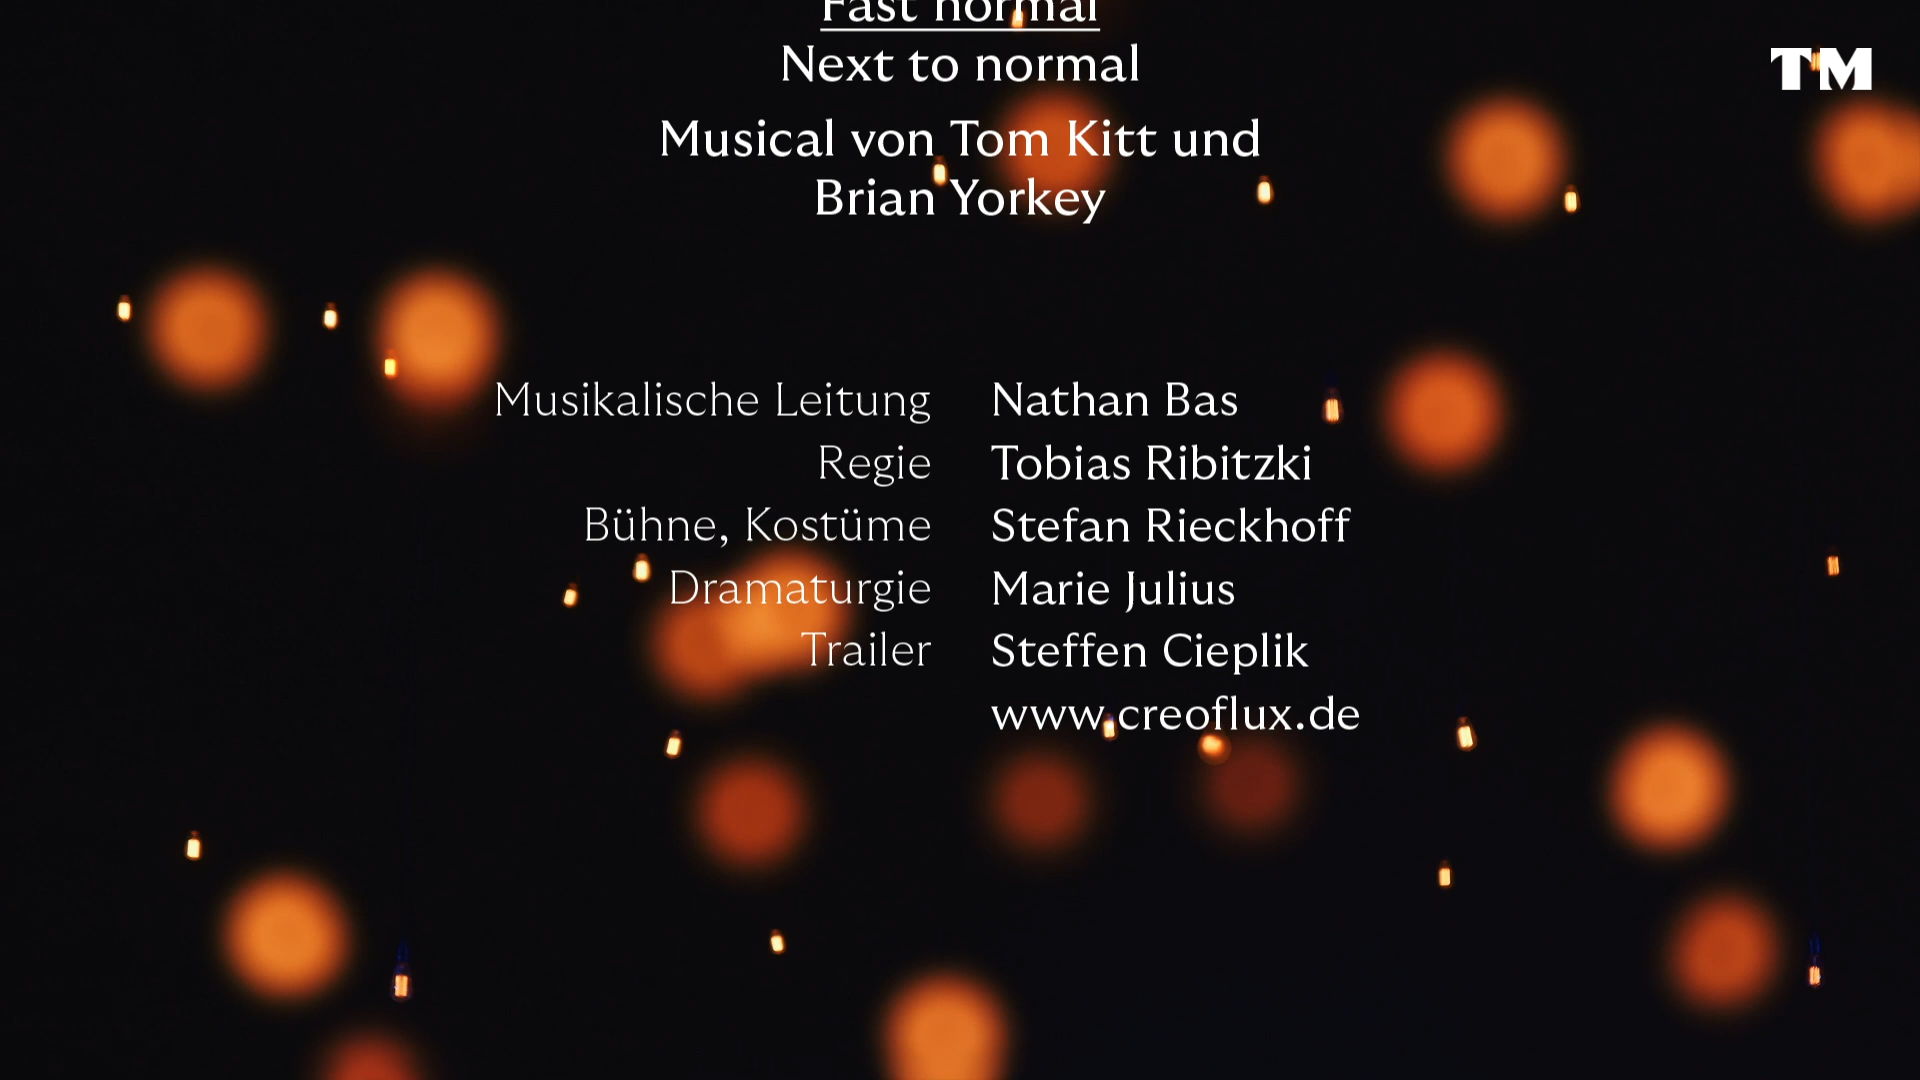 Fast normal
Next to normal
TM
Musical von Tom Kitt und
Brian Yorkey
Musikalische Leitung Nathan Bas
Regie Tobias Ribitzki
Bühne, Kostüme Stefan Rieckhoff
Dramaturgie Marie Julius
Trailer Steffen Cieplik
www.creoflux.de